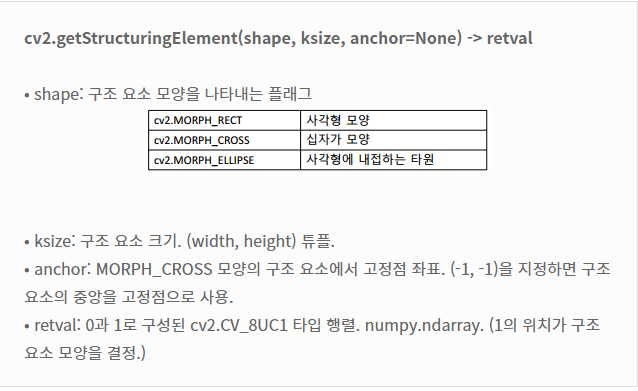 cv2.getStructuringElement(shape, ksize, anchor=None) -> retval
• shape: 구조 요소 모양을 나타내는 플래그
cv2.MORPH_RECT 사각형 모양
cv2.MORPH_CROSS 십자가 모양
cv2.MORPH_ELLIPSE 사각형에 내접하는 타원
• ksize: 구조 요소 크기. (width, height) 튜플.
• anchor: MORPH_CROSS 모양의 구조 요소에서 고정점 좌표. (-1, -1)을 지정하면 구조
요소의 중앙을 고정점으로 사용.
• retval: 0과 1로 구성된 cv2.CV_8UC1 타입 행렬. numpy.ndarray. (1의 위치가 구조
요소 모양을 결정.)